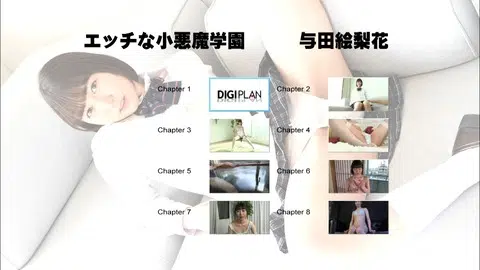 エッチな小悪魔学園 与田絵梨花
Chapter 1 DIGIPLAN Chapter 2
Chapter 3 Chapter 4
Chapter 5 Chapter 6
Chapter 7 Chapter 8